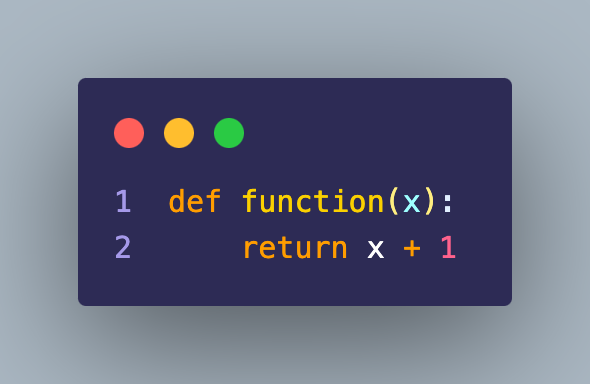 1 def function(x):
2     return x + 1